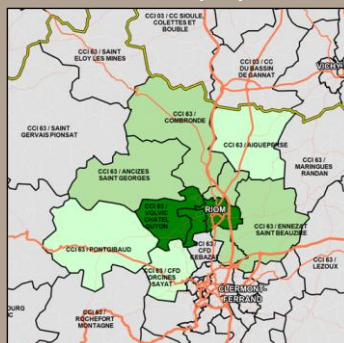 CCI 03 / CC SIOULE,
COLETTES ET
BOUBLE
CCI 63 / SAINT
ELOY LES MINES
CCI 03 / CC
DU BASSIN
DE GANNAT
VICHY
CCI 63 /
COMBRONDE
CCI 63 / SAINT
GERVAIS PIONSAT
CCI 63 / AIGUEPERSE
CCI 63 / ANCIZES
SAINT GEORGES
CCI 63 /
MARINGUES
RANDAN
CCI 63 /
VOLVIC
CHATEL
GUYON
RIOM
CCI 63 / ENNEZAT
SAINT BEAUZIRE
CCI 63 / PONTGIBAUD
CCI 63 /
CFD
CEBAZAT
CCI 63 / CFD
ORCINES
SAYAT
CCI 63 /
LEZOUX
CLERMONT-
FERRAND
CCI 63 /
ROCHEFORT
MONTAGNE
OURG